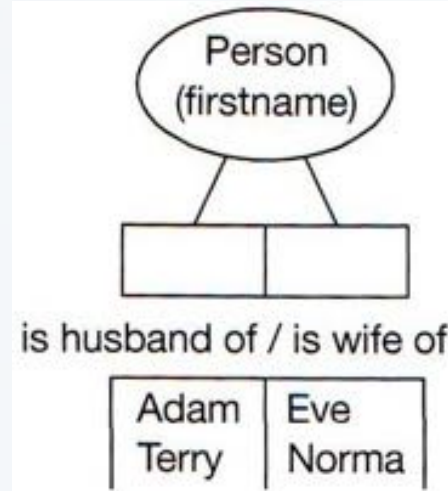 Person
(firstname)
is husband of / is wife of
Adam Eve
Terry Norma